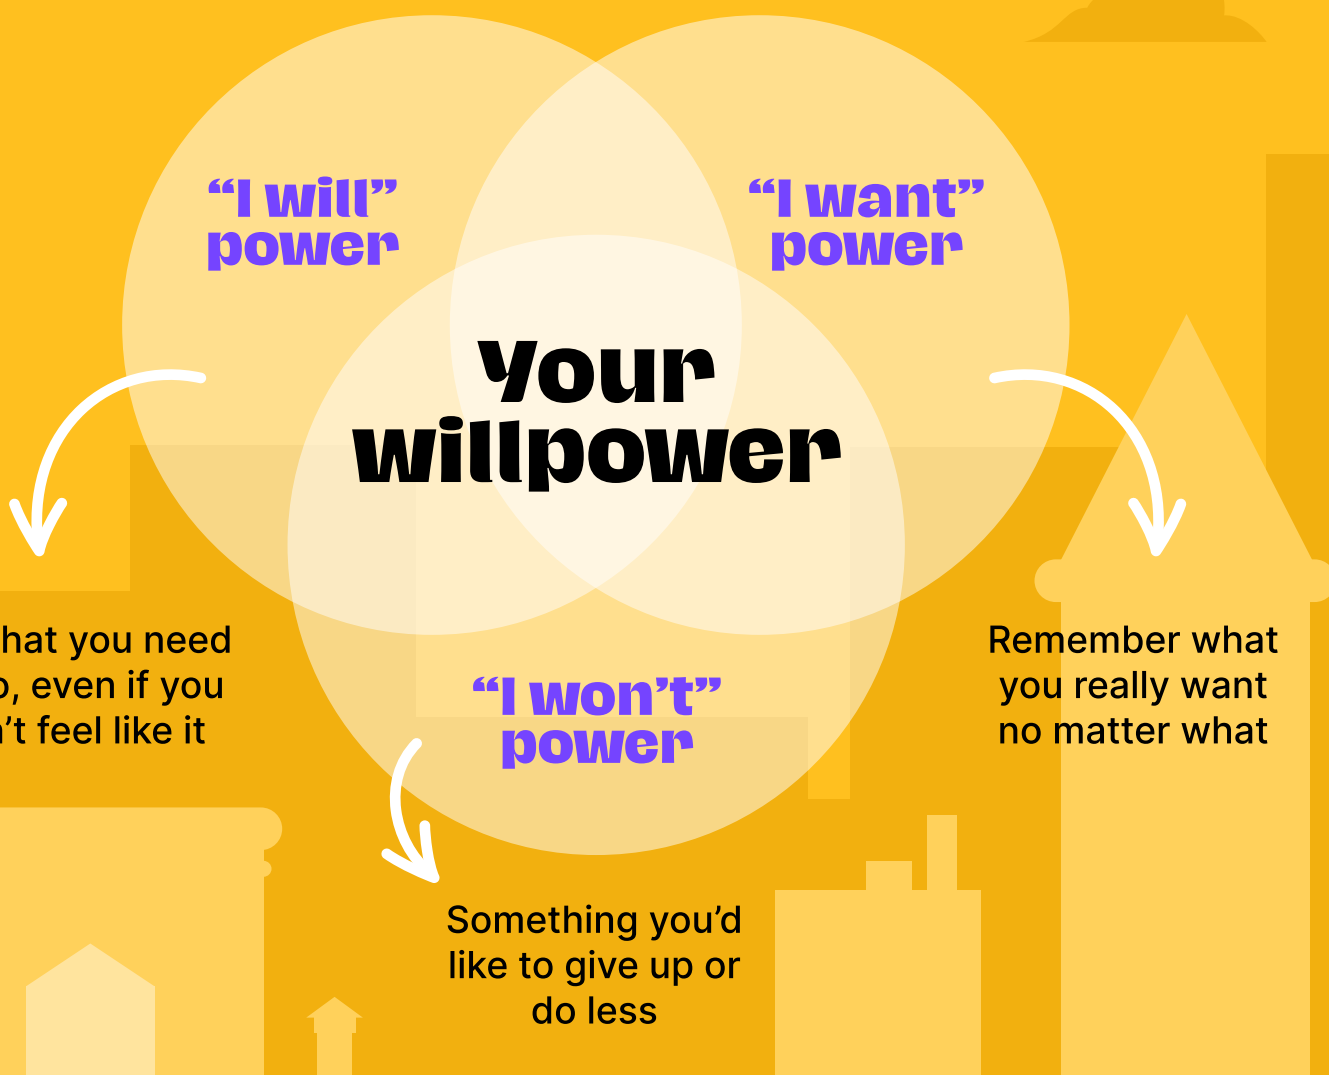 “I will”
power
“I want”
power
Your
willpower
hat you need
, even if you
’t feel like it
Remember what
you really want
no matter what
“I won’t”
power
Something you’d
like to give up or
do less